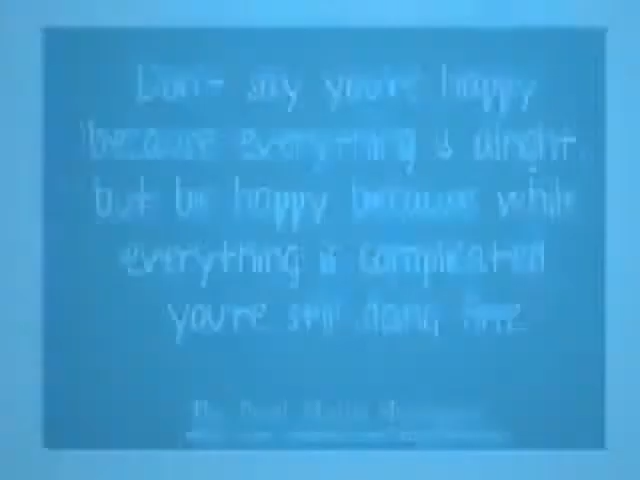 Don't say you're happy
because everything is alright
but be happy because while
everything is complicated
you're still doing fine